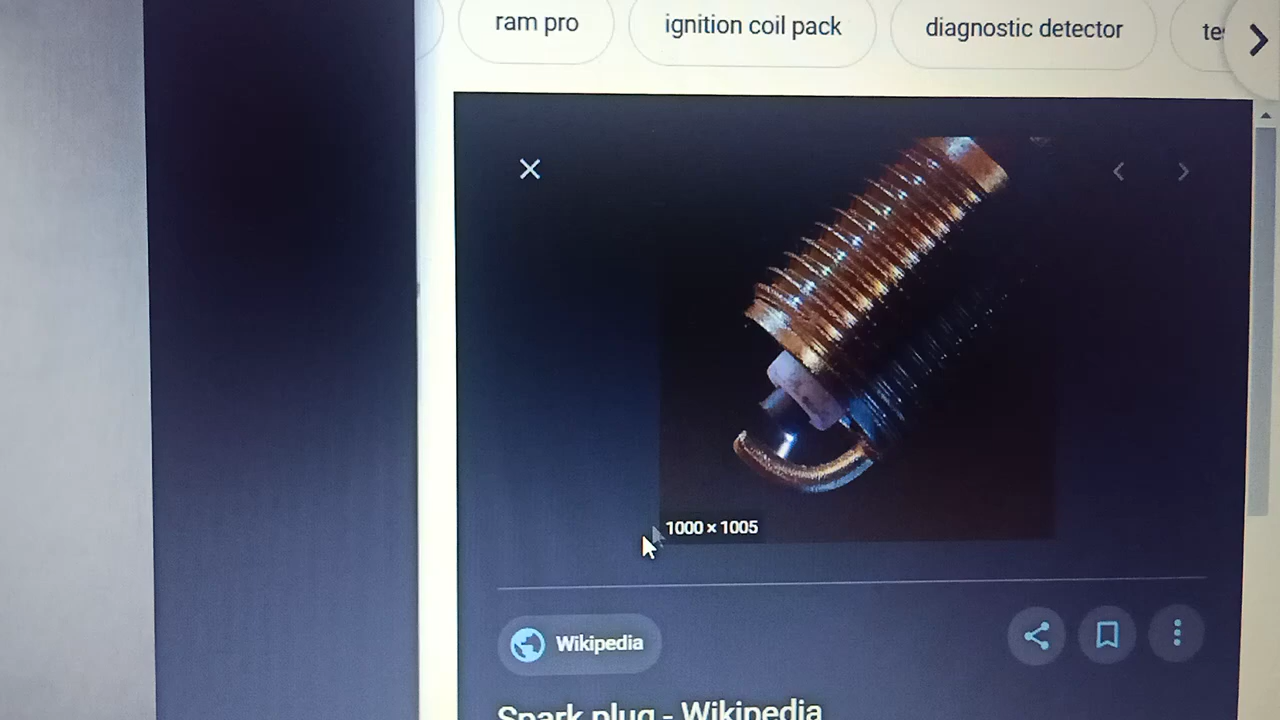 ram pro
ignition coil pack
diagnostic detector
1000 × 1005
Wikipedia
Spark plug - Wikipedia